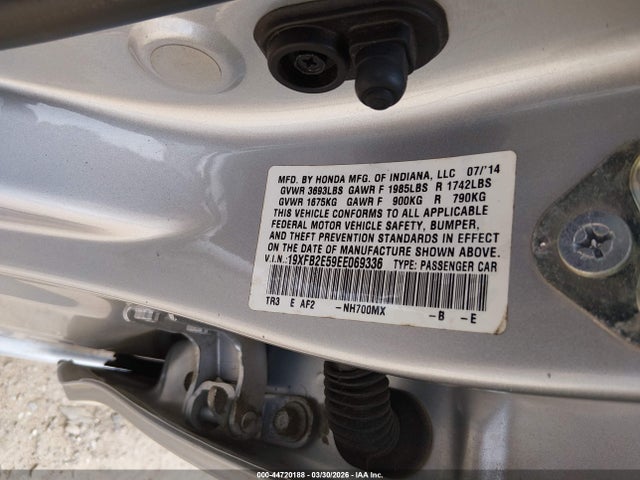 MFD. BY HONDA MFG. OF INDIANA, LLC 07/'14
GVWR 3693LBS GAWR F 1985LBS R 1742LBS
GVWR 1675KG GAWR F 900KG R 790KG
THIS VEHICLE CONFORMS TO ALL APPLICABLE
FEDERAL MOTOR VEHICLE SAFETY, BUMPER,
AND THEFT PREVENTION STANDARDS IN EFFECT
ON THE DATE OF MANUFACTURE SHOWN ABOVE.
V.I.N.:19XFB2E59EE069336 TYPE: PASSENGER CAR
TR3 E AF2 -NH700MX -B -E
000-44720188 - 03/30/2026 - IAA Inc.